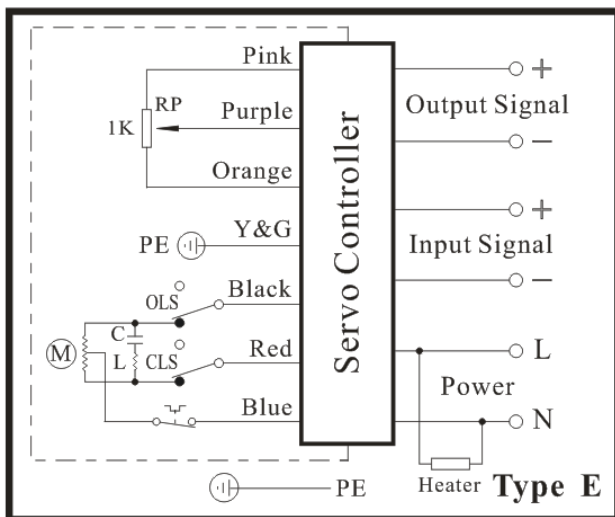 Pink
RP
1K
Purple
Orange
Y&G
PE
Black
OLS
C
L
CLS
M
Red
Blue
PE
Servo Controller
+
Output Signal
−
+
Input Signal
−
L
Power
N
Heater
Type E